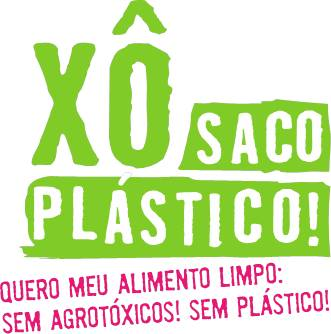 XÔ SACO
PLÁSTICO!
QUERO MEU ALIMENTO LIMPO:
SEM AGROTÓXICOS! SEM PLÁSTICO!